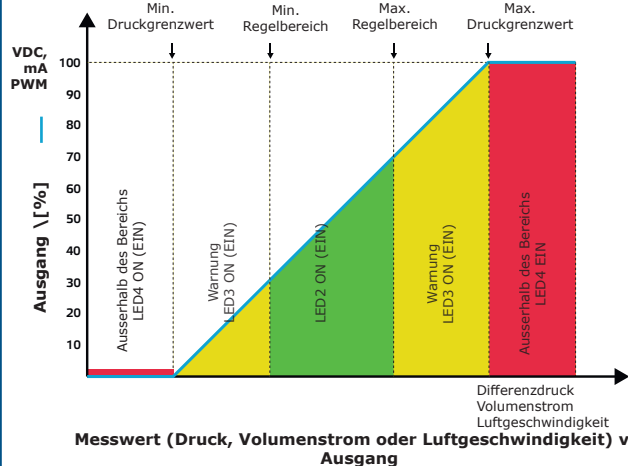 Min.
Druckgrenzwert
Min.
Regelbereich
Max.
Regelbereich
Max.
Druckgrenzwert
VDC,
mA
PWM
Ausgang \[%]
100
90
80
70
60
50
40
30
20
10
Ausserhalb des Bereichs
LED4 ON (EIN)
Warnung
LED3 ON (EIN)
LED2 ON (EIN)
Warnung
LED3 ON (EIN)
Ausserhalb des Bereichs
LED4 EIN
Differenzdruck
Volumenstrom
Luftgeschwindigkeit
Messwert (Druck, Volumenstrom oder Luftgeschwindigkeit) v
Ausgang